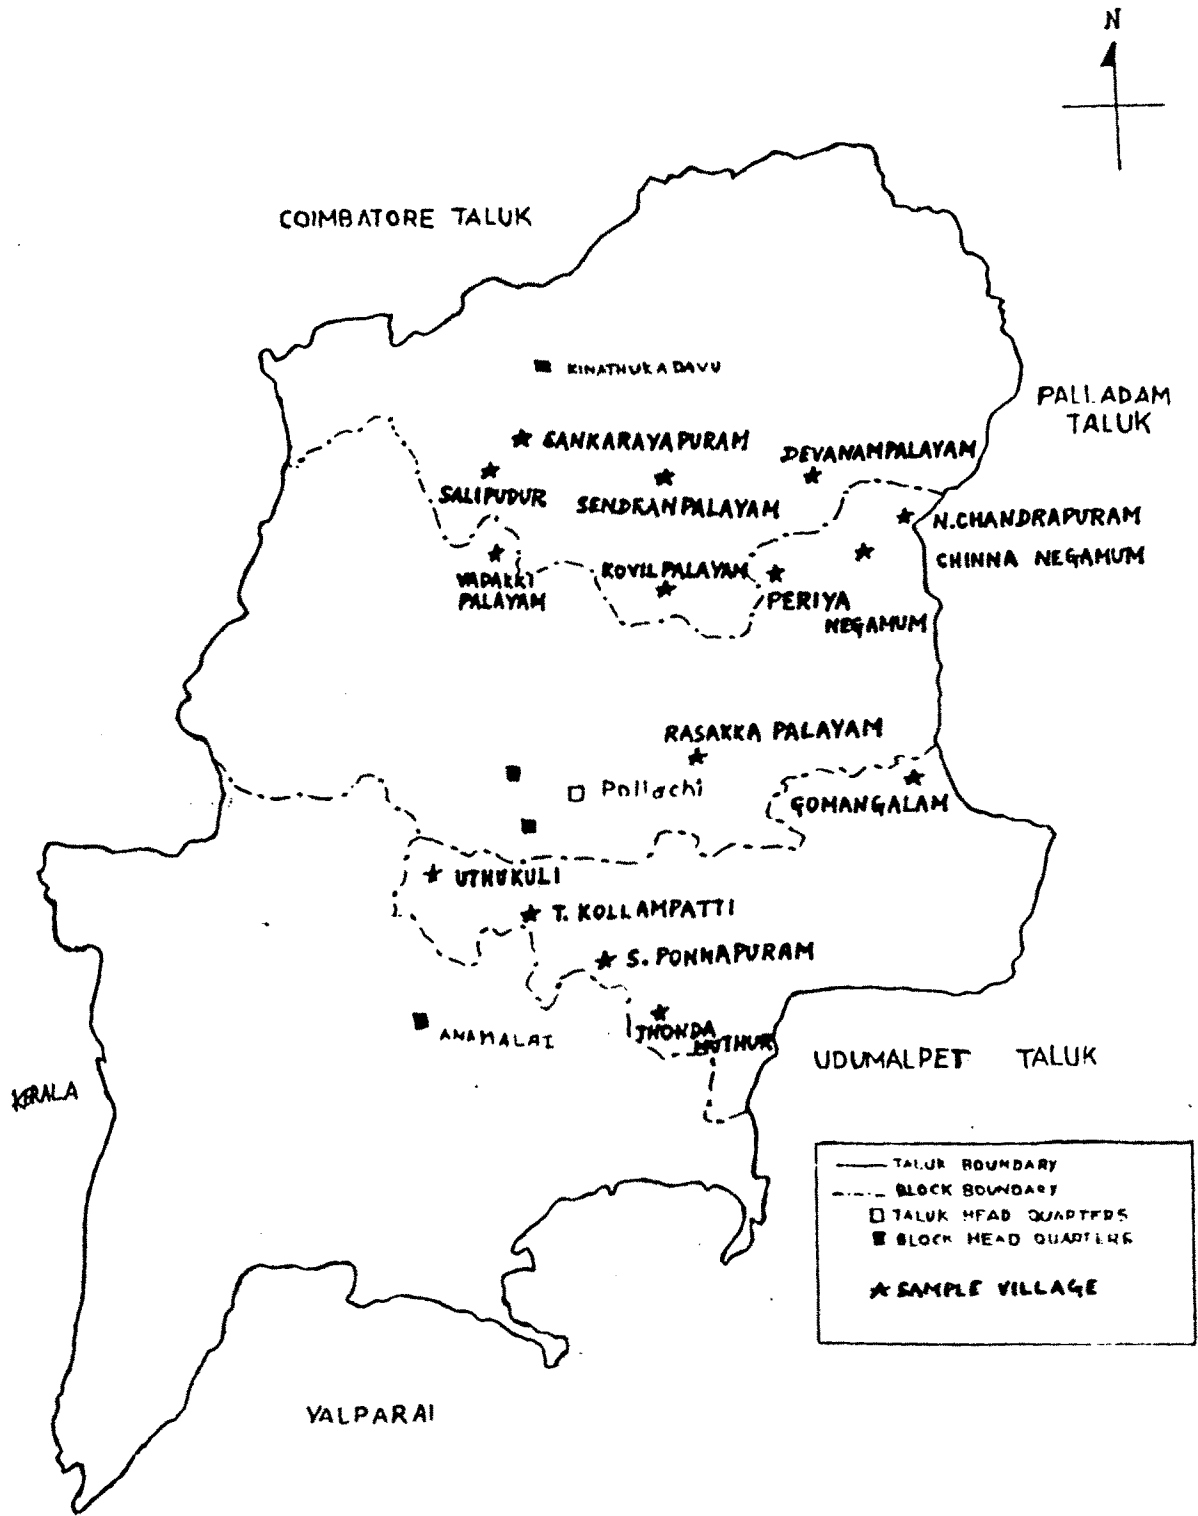 N
COIMBATORE TALUK
KINATHUKADAVU
PALLADAM
TALUK
SANKARAYAPURAM
DEVANAMPALAYAM
SALIPUDUR
SENDRANPALAYAM
N.CHANDRAPURAM
CHINNA NEGAMUM
KOVILPALAYAM
VADAKKI
PALAYAM
PERIYA
NEGAMUM
RASAKKA PALAYAM
Pollachi
GOMANGALAM
UTHUKULI
T. KOLLAMPATTI
S. PONNAPURAM
THONDA
MUTHUR
ANAMALAI
UDUMALPET TALUK
KERALA
TALUK BOUNDARY
BLOCK BOUNDARY
TALUK HEAD QUARTERS
BLOCK HEAD QUARTERS
SAMPLE VILLAGE
VALPARAI